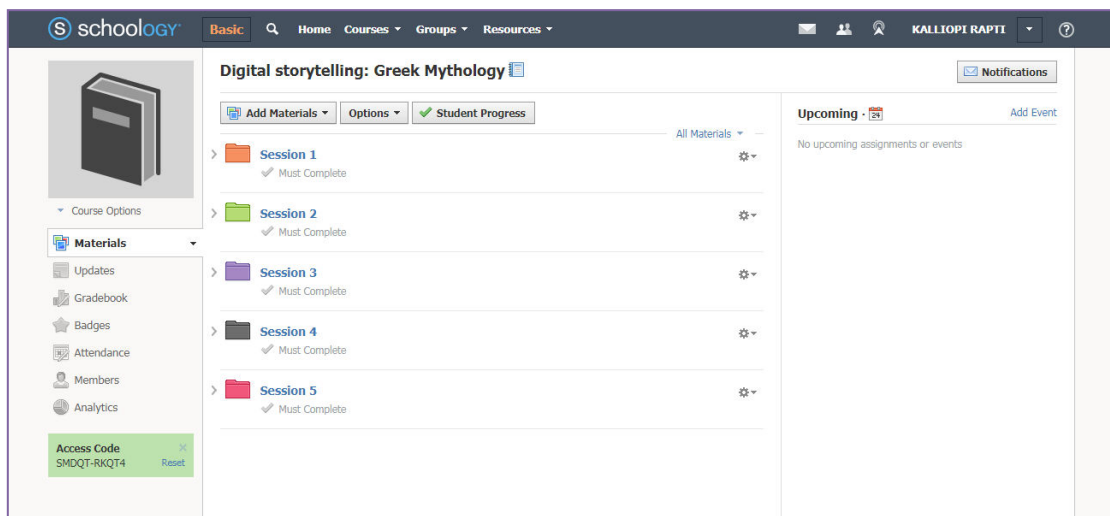 schoology Basic Home Courses Groups Resources KALLIOPI RAPTI
Digital storytelling: Greek Mythology
Notifications
Add Materials Options Student Progress
All Materials
Session 1
Must Complete
Session 2
Must Complete
Session 3
Must Complete
Session 4
Must Complete
Session 5
Must Complete
Upcoming · 24 Add Event
No upcoming assignments or events
Course Options
Materials
Updates
Gradebook
Badges
Attendance
Members
Analytics
Access Code
SMDQT-RKQT4 Reset